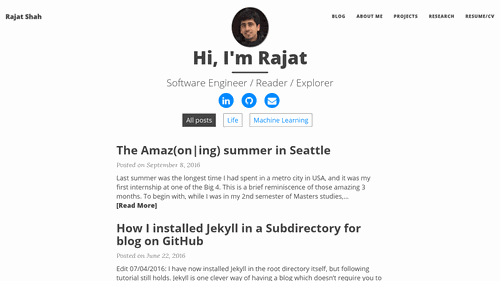 Rajat Shah
BLOG ABOUT ME PROJECTS RESEARCH RESUME/CV
Hi, I'm Rajat
Software Engineer / Reader / Explorer
All posts Life Machine Learning
The Amaz(on|ing) summer in Seattle
Posted on September 8, 2016
Last summer was the longest time I had spent in a metro city in USA, and it was my
first internship at one of the Big 4. This is a brief reminiscence of those amazing 3
months. To begin with, while I was in my 2nd semester of Masters studies,...
[Read More]
How I installed Jekyll in a Subdirectory for
blog on GitHub
Posted on June 22, 2016
Edit 07/04/2016: I have now installed Jekyll in the root directory itself, but following
tutorial still holds. Jekyll is one clever way of having a blog which doesn't require you to